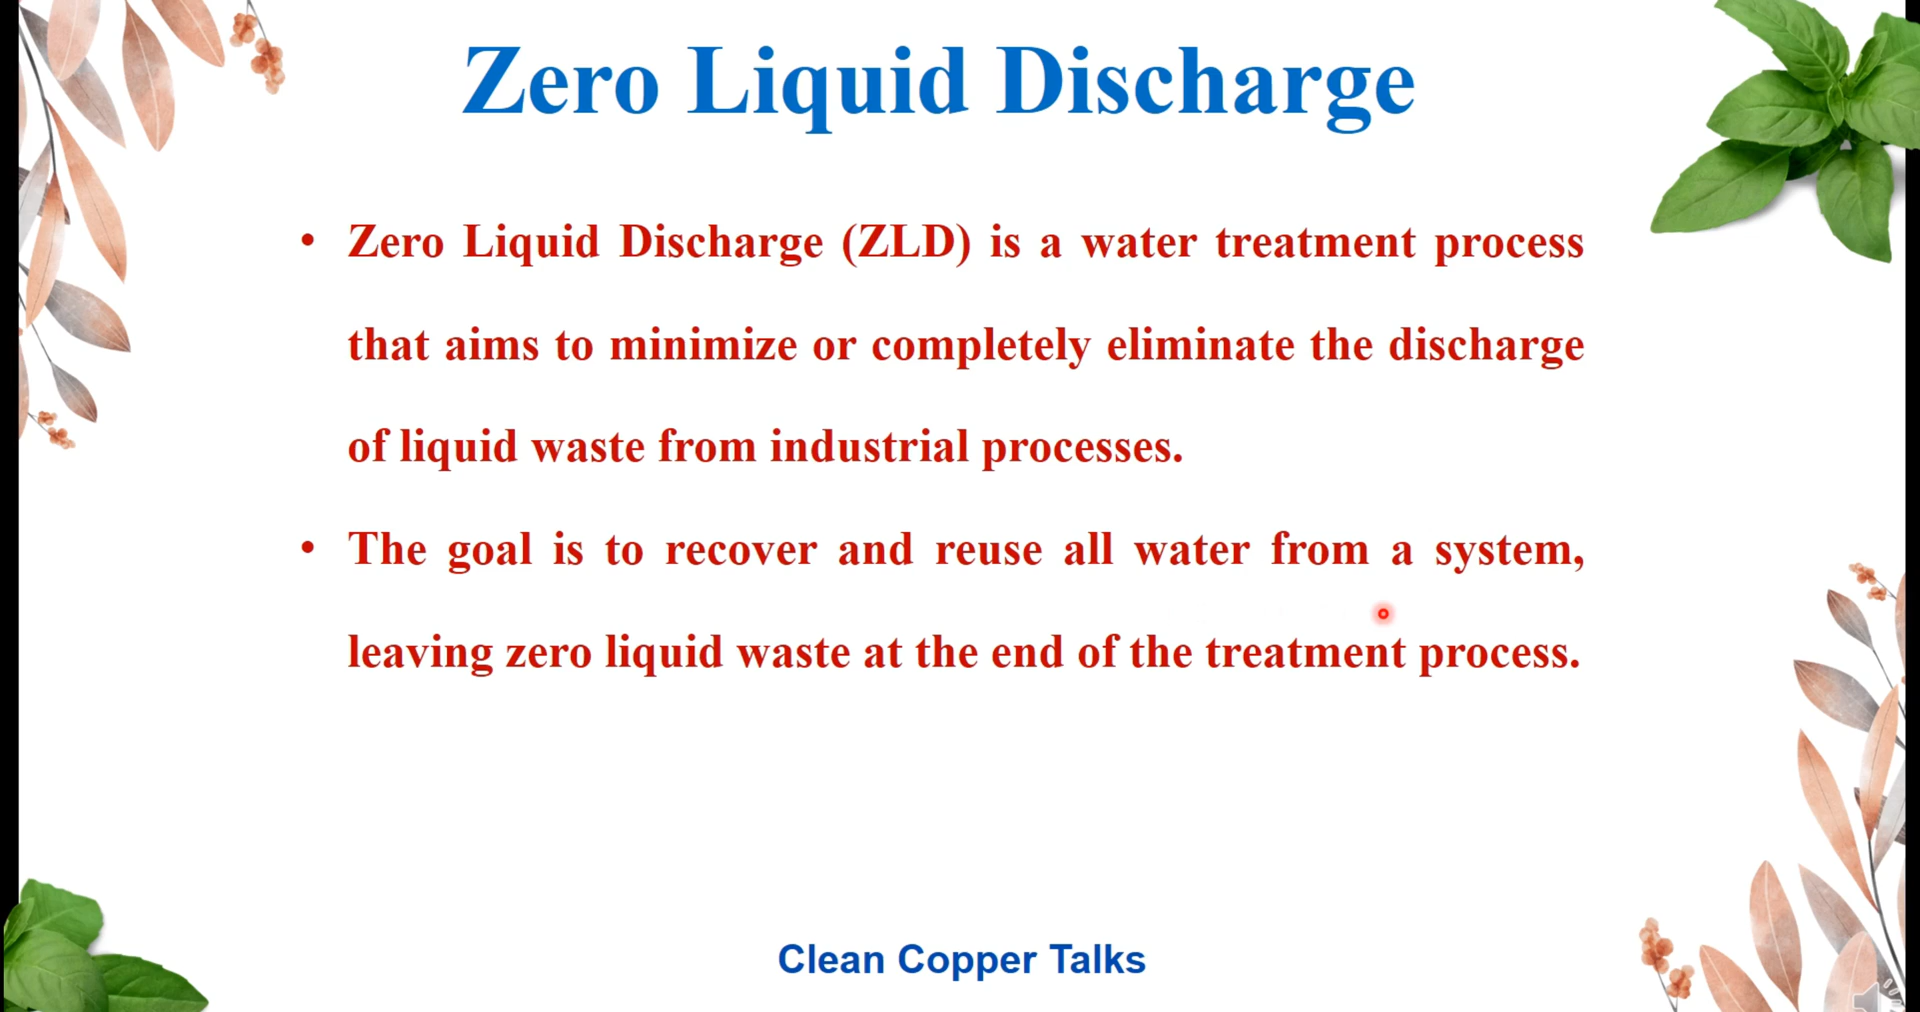 Zero Liquid Discharge
• Zero Liquid Discharge (ZLD) is a water treatment process
that aims to minimize or completely eliminate the discharge
of liquid waste from industrial processes.
• The goal is to recover and reuse all water from a system,
leaving zero liquid waste at the end of the treatment process.
Clean Copper Talks